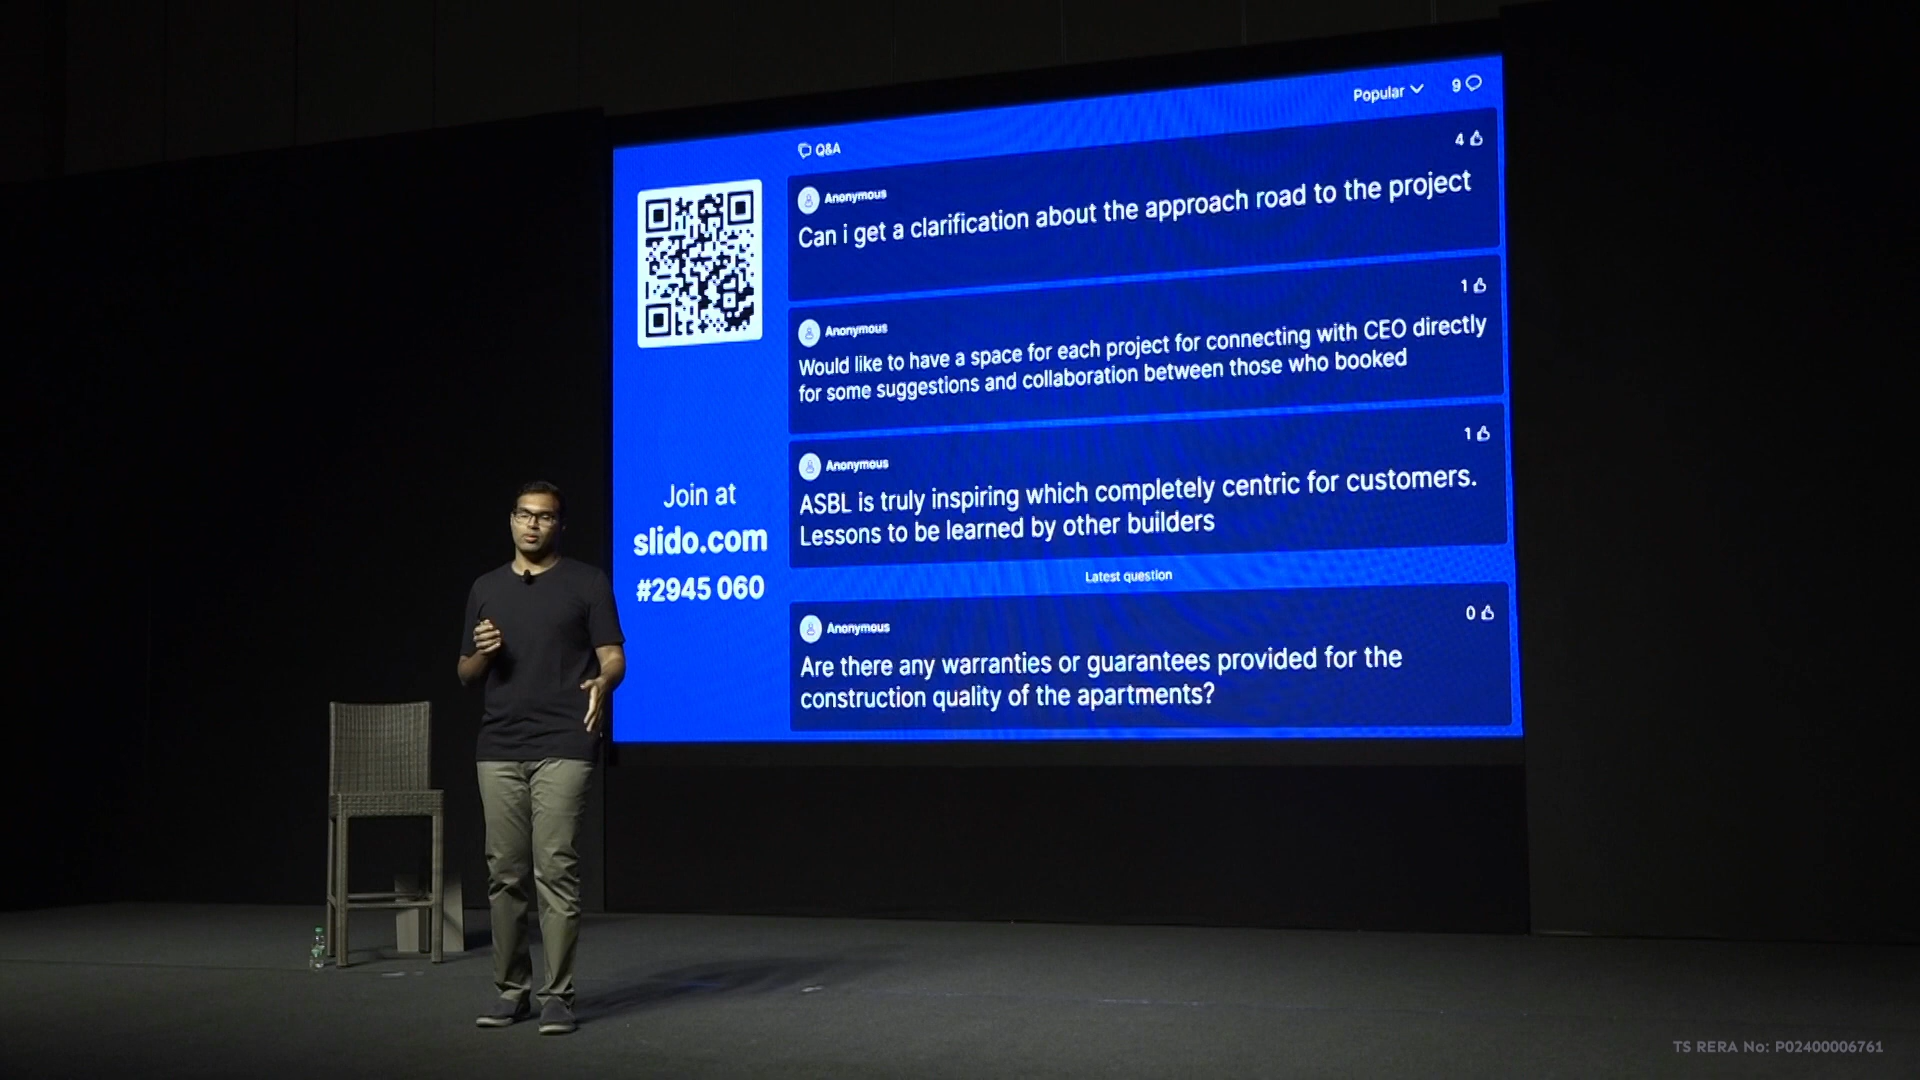 Popular
9
Q&A
4
Anonymous
Can i get a clarification about the approach road to the project
1
Anonymous
Would like to have a space for each project for connecting with CEO directly
for some suggestions and collaboration between those who booked
1
Anonymous
ASBL is truly inspiring which completely centric for customers.
Lessons to be learned by other builders
Join at
slido.com
#2945 060
Latest question
0
Anonymous
Are there any warranties or guarantees provided for the
construction quality of the apartments?
TS RERA No: P02400006761